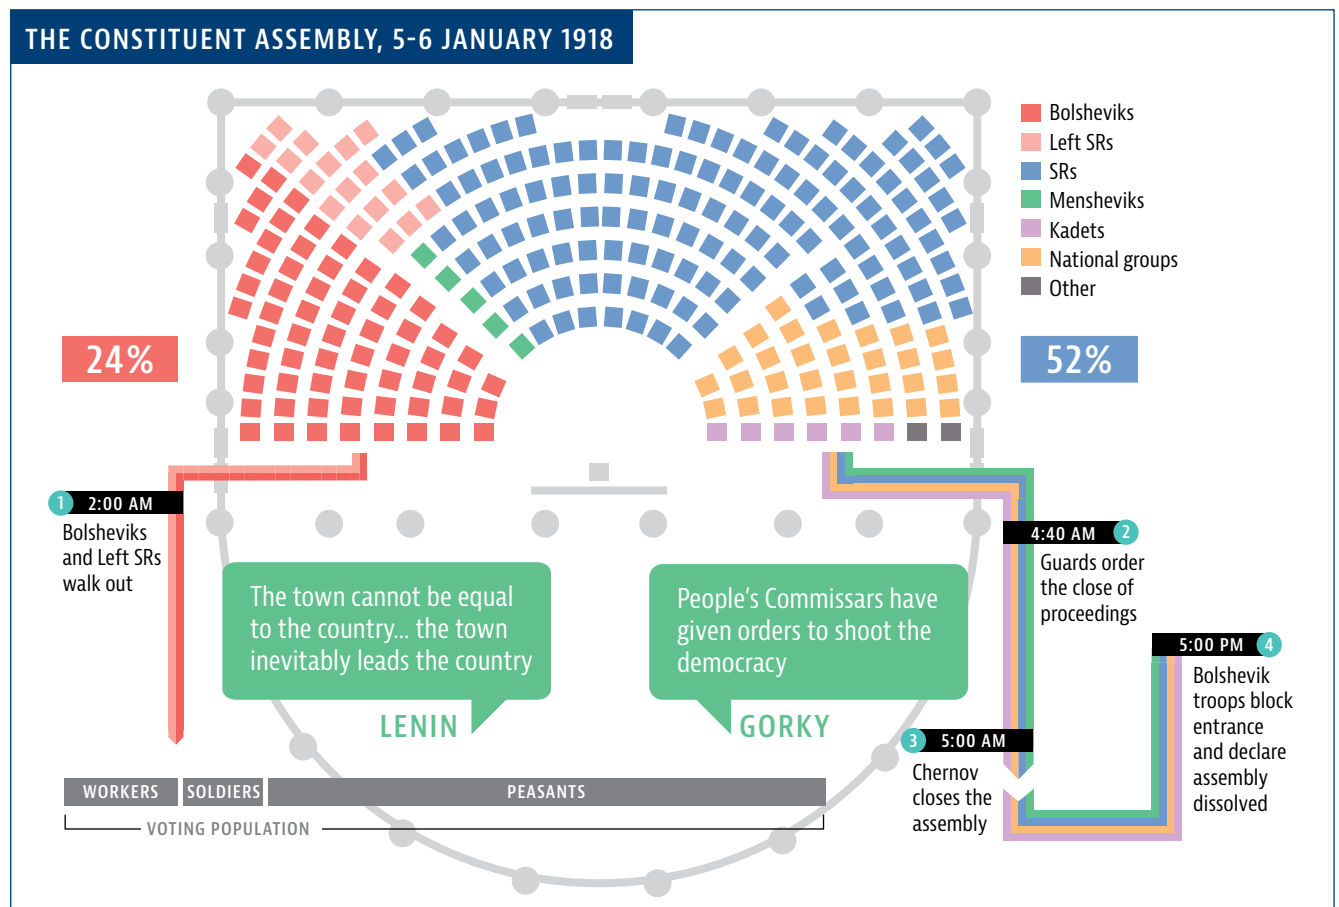 THE CONSTITUENT ASSEMBLY, 5-6 JANUARY 1918
Bolsheviks
Left SRs
SRs
Mensheviks
Kadets
National groups
Other
24%
52%
1 2:00 AM
Bolsheviks
and Left SRs
walk out
4:40 AM 2
Guards order
the close of
proceedings
The town cannot be equal
to the country... the town
inevitably leads the country
LENIN
People's Commissars have
given orders to shoot the
democracy
GORKY
5:00 PM 4
Bolshevik
troops block
entrance
and declare
assembly
dissolved
3 5:00 AM
Chernov
closes the
assembly
WORKERS SOLDIERS PEASANTS
VOTING POPULATION